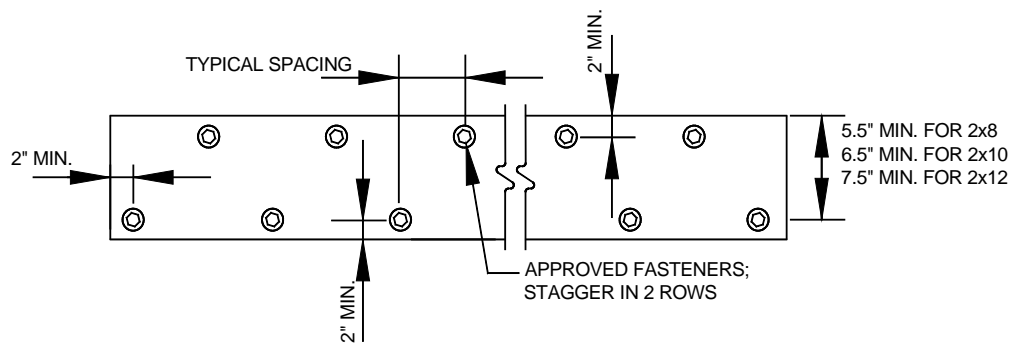 2" MIN.
TYPICAL SPACING
2" MIN.
5.5" MIN. FOR 2x8
6.5" MIN. FOR 2x10
7.5" MIN. FOR 2x12
APPROVED FASTENERS;
STAGGER IN 2 ROWS
2" MIN.